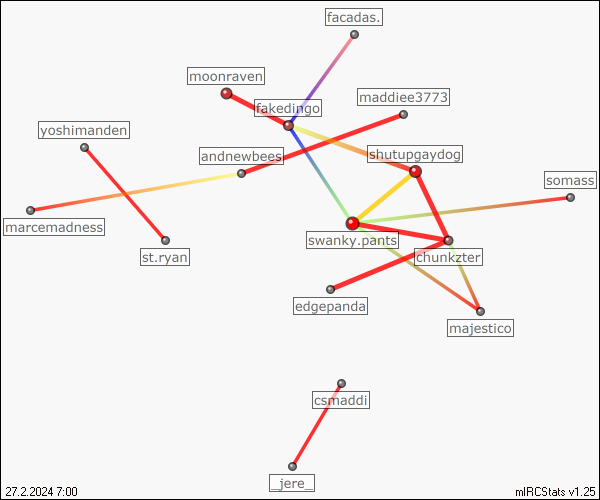 facadas.
moonraven
maddiee3773
fakedingo
yoshimanden
andnewbees
shutupgaydog
somass
marcemadness
swanky.pants
st.ryan
chunkzter
edgepanda
majestico
csmaddi
_jere_
27.2.2024 7:00
mIRCStats v1.25